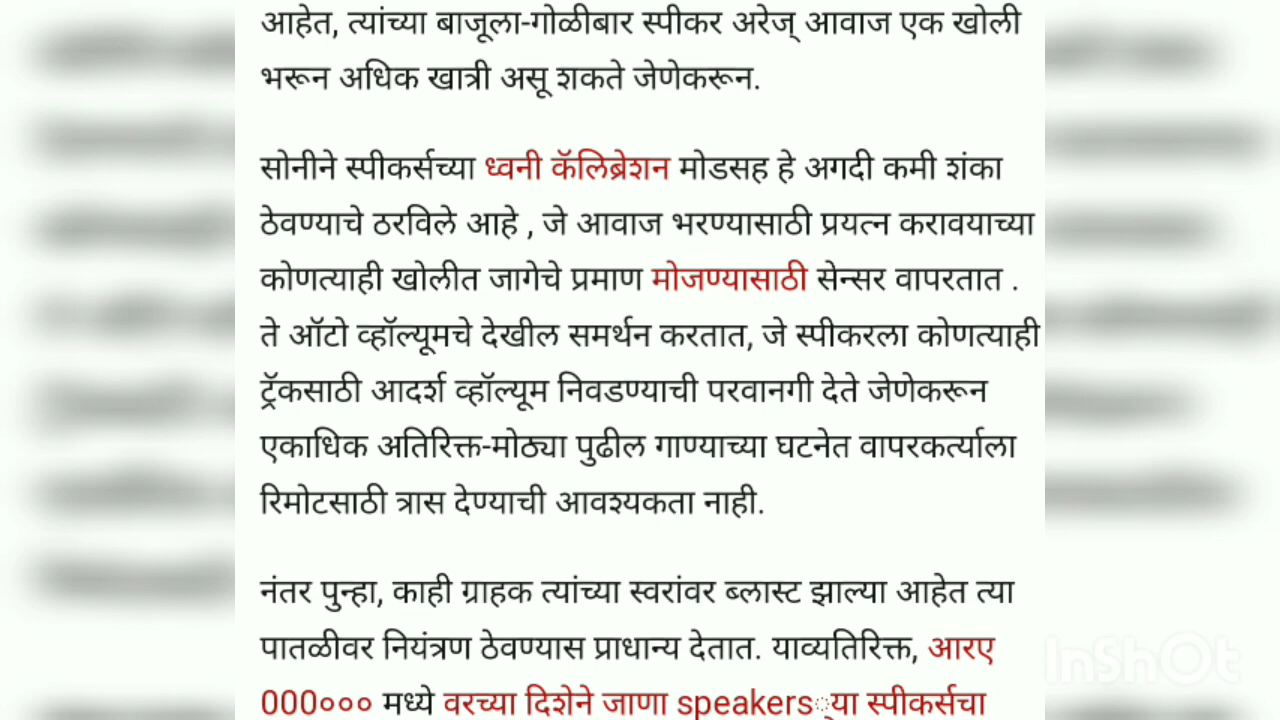 आहेत, त्यांच्या बाजूला-गोळीबार स्पीकर अरेज् आवाज एक खोली
भरून अधिक खात्री असू शकते जेणेकरून.
सोनीने स्पीकर्सच्या ध्वनी कॅलिब्रेशन मोडसह हे अगदी कमी शंका
ठेवण्याचे ठरविले आहे , जे आवाज भरण्यासाठी प्रयत्न करावयाच्या
कोणत्याही खोलीत जागेचे प्रमाण मोजण्यासाठी सेन्सर वापरतात .
ते ऑटो व्हॉल्यूमचे देखील समर्थन करतात, जे स्पीकरला कोणत्याही
ट्रॅकसाठी आदर्श व्हॉल्यूम निवडण्याची परवानगी देते जेणेकरून
एकाधिक अतिरिक्त-मोठ्या पुढील गाण्याच्या घटनेत वापरकर्त्याला
रिमोटसाठी त्रास देण्याची आवश्यकता नाही.
नंतर पुन्हा, काही ग्राहक त्यांच्या स्वरांवर ब्लास्ट झाल्या आहेत त्या
पातळीवर नियंत्रण ठेवण्यास प्राधान्य देतात. याव्यतिरिक्त, आरए
000००० मध्ये वरच्या दिशेने जाणा speakers्या स्पीकर्सचा
InShOt